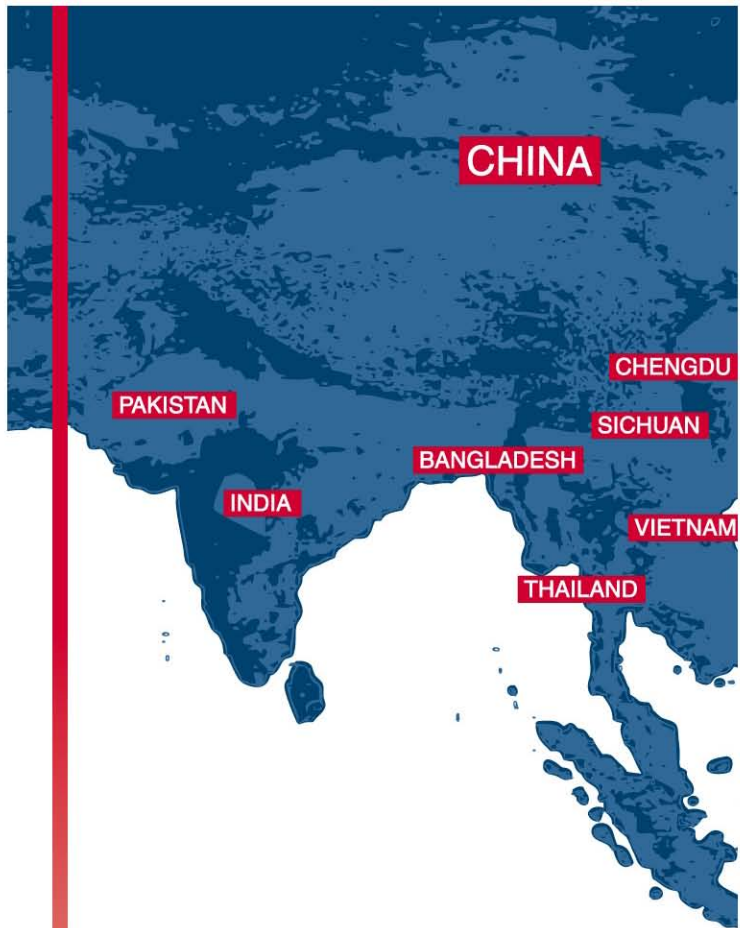 CHINA
CHENGDU
PAKISTAN
SICHUAN
BANGLADESH
INDIA
VIETNAM
THAILAND